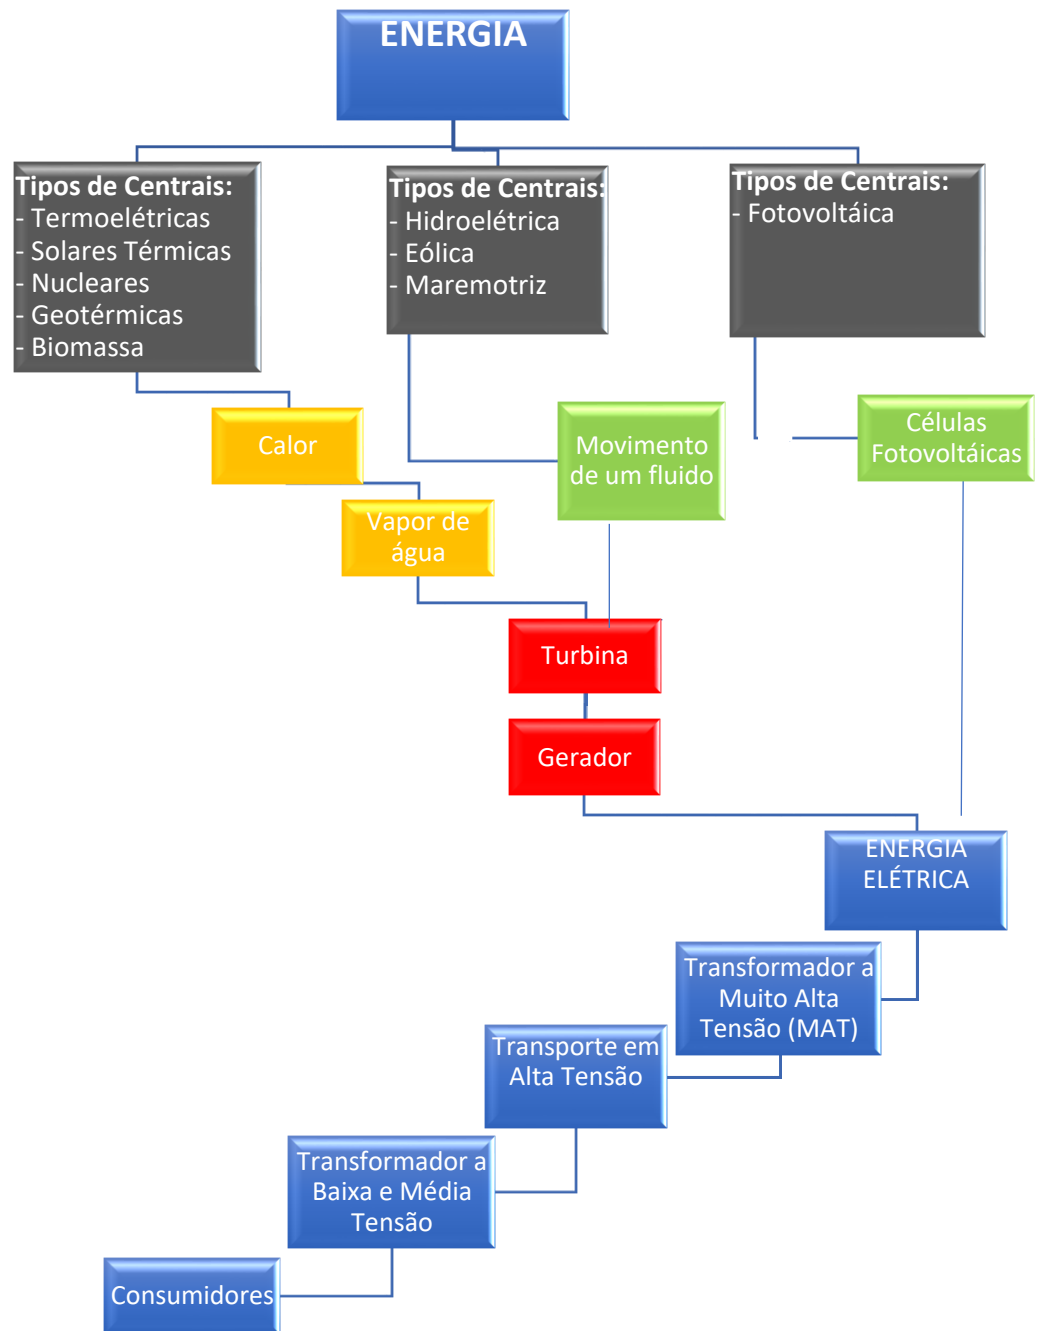 ENERGIA
Tipos de Centrais:
- Termoelétricas
- Solares Térmicas
- Nucleares
- Geotérmicas
- Biomassa
Tipos de Centrais:
- Hidroelétrica
- Eólica
- Maremotriz
Tipos de Centrais:
- Fotovoltáica
Calor
Vapor de
água
Movimento
de um fluido
Células
Fotovoltáicas
Turbina
Gerador
ENERGIA
ELÉTRICA
Transformador a
Muito Alta
Tensão (MAT)
Transporte em
Alta Tensão
Transformador a
Baixa e Média
Tensão
Consumidores